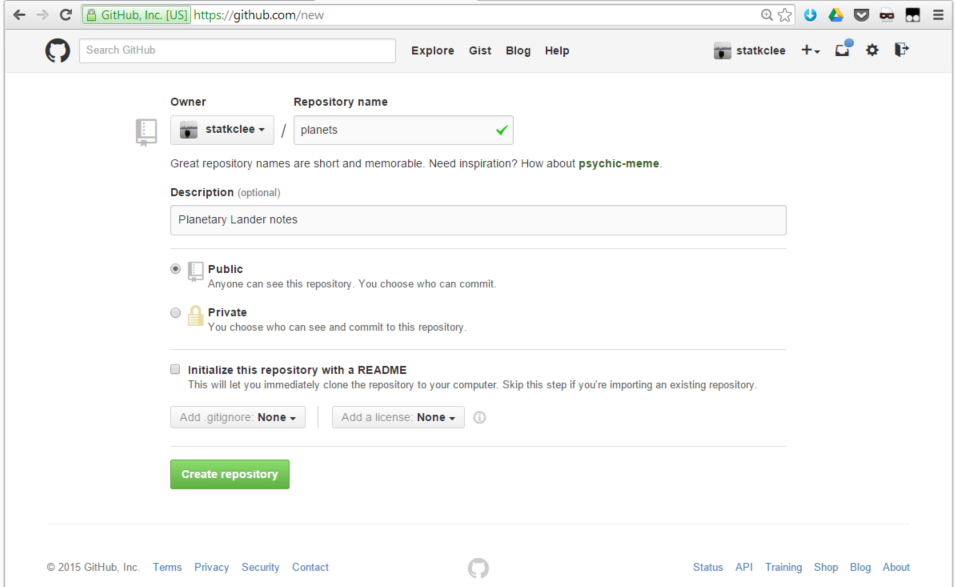 GitHub, Inc. [US] https://github.com/new
Search GitHub Explore Gist Blog Help statkclee
Owner Repository name
statkclee / planets
Great repository names are short and memorable. Need inspiration? How about psychic-meme.
Description (optional)
Planetary Lander notes
Public
Anyone can see this repository. You choose who can commit.
Private
You choose who can see and commit to this repository.
Initialize this repository with a README
This will let you immediately clone the repository to your computer. Skip this step if you're importing an existing repository.
Add .gitignore: None Add a license: None
Create repository
© 2015 GitHub, Inc. Terms Privacy Security Contact Status API Training Shop Blog About